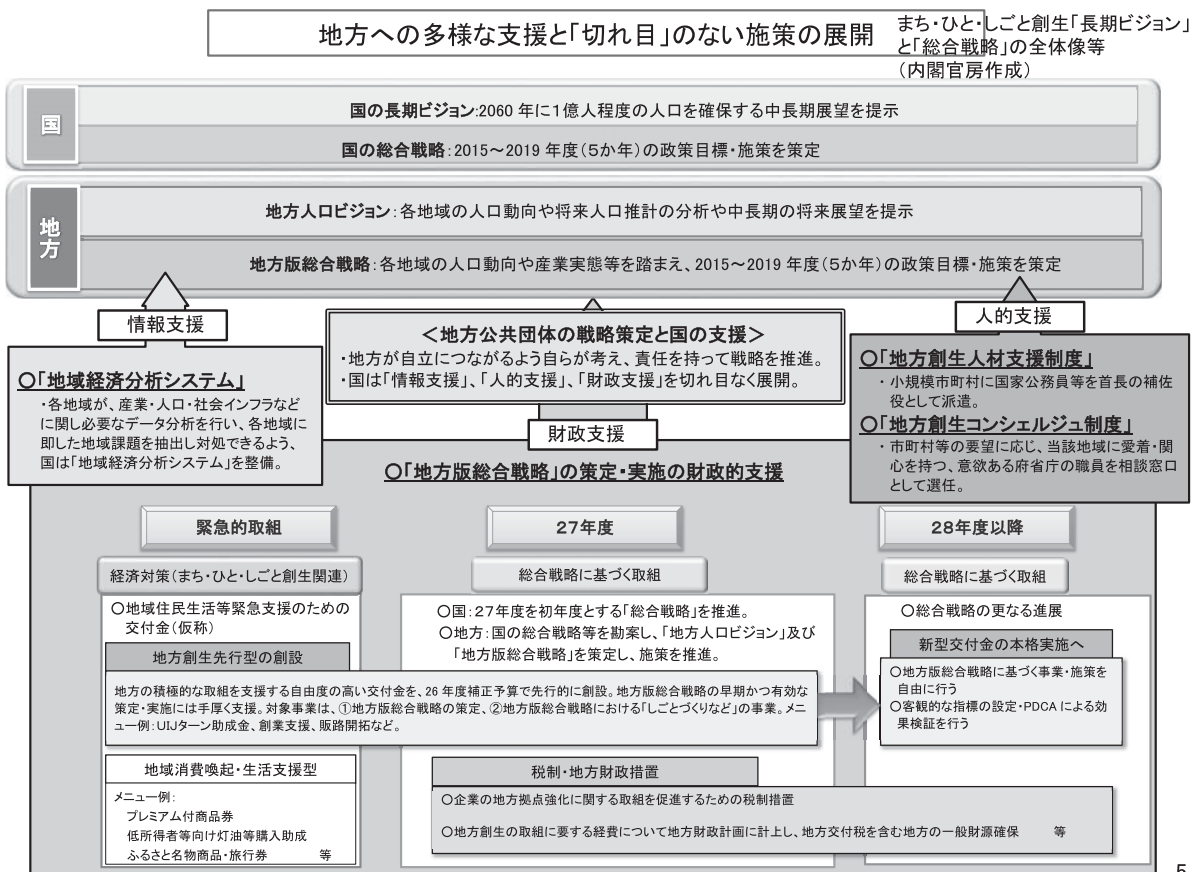 地方への多様な支援と「切れ目」のない施策の展開
まち・ひと・しごと創生「長期ビジョン」
と「総合戦略」の全体像等
(内閣官房作成)
国
国の長期ビジョン:2060 年に1億人程度の人口を確保する中長期展望を提示
国の総合戦略:2015～2019 年度(5か年)の政策目標・施策を策定
地方
地方人口ビジョン:各地域の人口動向や将来人口推計の分析や中長期の将来展望を提示
地方版総合戦略:各地域の人口動向や産業実態等を踏まえ、2015～2019 年度(5か年)の政策目標・施策を策定
情報支援
○「地域経済分析システム」
・各地域が、産業・人口・社会インフラなど
に関し必要なデータ分析を行い、各地域に
即した地域課題を抽出し対処できるよう、
国は「地域経済分析システム」を整備。
<地方公共団体の戦略策定と国の支援>
・地方が自立につながるよう自らが考え、責任を持って戦略を推進。
・国は「情報支援」、「人的支援」、「財政支援」を切れ目なく展開。
人的支援
○「地方創生人材支援制度」
・小規模市町村に国家公務員等を首長の補佐
役として派遣。
○「地方創生コンシェルジュ制度」
・市町村等の要望に応じ、当該地域に愛着・関
心を持つ、意欲ある府省庁の職員を相談窓口
として選任。
財政支援
○「地方版総合戦略」の策定・実施の財政的支援
緊急的取組
経済対策(まち・ひと・しごと創生関連)
○地域住民生活等緊急支援のための
交付金(仮称)
地方創生先行型の創設
27年度
総合戦略に基づく取組
○国:27年度を初年度とする「総合戦略」を推進。
○地方:国の総合戦略等を勘案し、「地方人口ビジョン」及び
「地方版総合戦略」を策定し、施策を推進。
28年度以降
総合戦略に基づく取組
○総合戦略の更なる進展
新型交付金の本格実施へ
○地方版総合戦略に基づく事業・施策を
自由に行う
○客観的な指標の設定・PDCA による効
果検証を行う
地方の積極的な取組を支援する自由度の高い交付金を、26 年度補正予算で先行的に創設。地方版総合戦略の早期かつ有効な
策定・実施には手厚く支援。対象事業は、①地方版総合戦略の策定、②地方版総合戦略における「しごとづくりなど」の事業。メニ
ュー例:UIJターン助成金、創業支援、販路開拓など。
地域消費喚起・生活支援型
メニュー例:
プレミアム付商品券
低所得者等向け灯油等購入助成
ふるさと名物商品・旅行券 等
税制・地方財政措置
○企業の地方拠点強化に関する取組を促進するための税制措置
○地方創生の取組に要する経費について地方財政計画に計上し、地方交付税を含む地方の一般財源確保 等
5